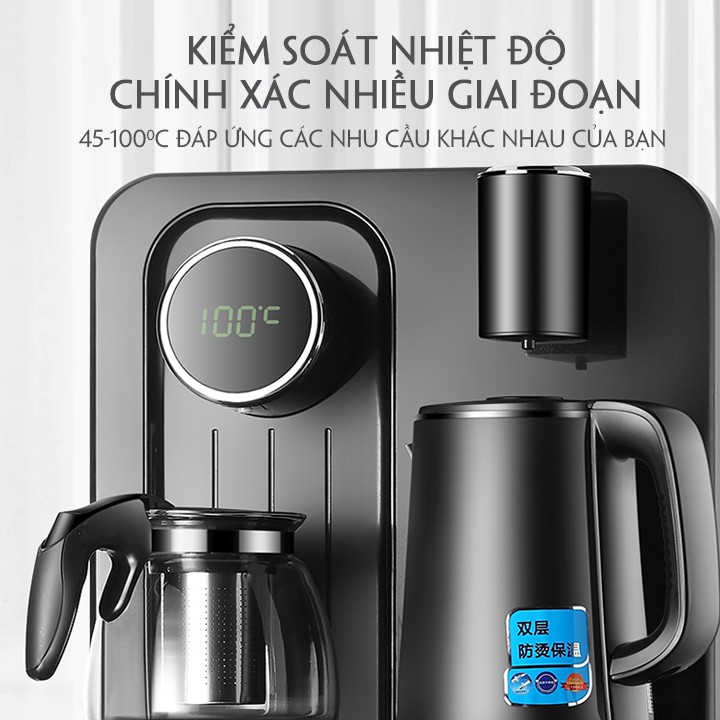 KIỂM SOÁT NHIỆT ĐỘ
CHÍNH XÁC NHIỀU GIAI ĐOẠN
45-100⁰C ĐÁP ỨNG CÁC NHU CẦU KHÁC NHAU CỦA BẠN
100°C
双层
防烫保温